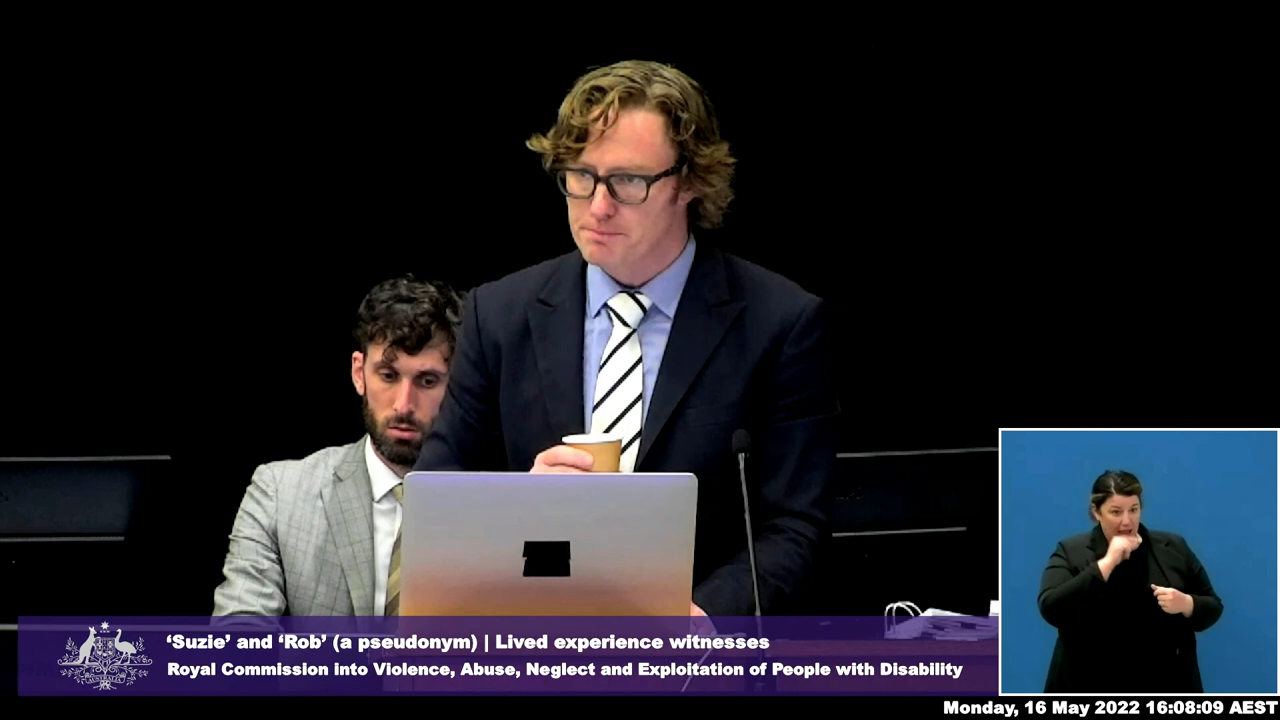 ‘Suzie’ and ‘Rob’ (a pseudonym) | Lived experience witnesses
Royal Commission into Violence, Abuse, Neglect and Exploitation of People with Disability
Monday, 16 May 2022 16:08:09 AEST